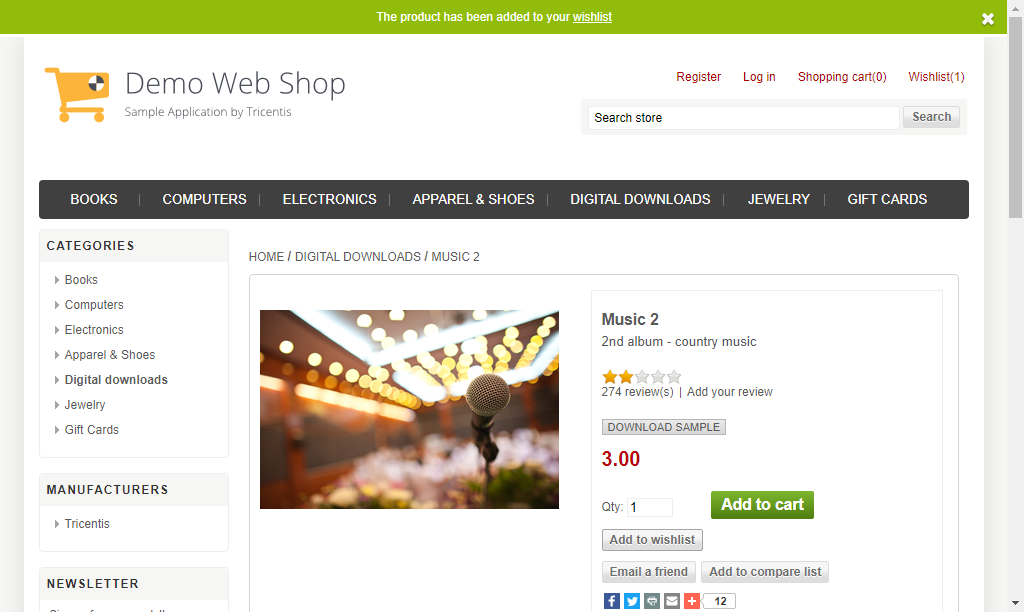 The product has been added to your wishlist
Demo Web Shop
Sample Application by Tricentis
Register Log in Shopping cart(0) Wishlist(1)
Search store Search
BOOKS COMPUTERS ELECTRONICS APPAREL & SHOES DIGITAL DOWNLOADS JEWELRY GIFT CARDS
CATEGORIES
Books
Computers
Electronics
Apparel & Shoes
Digital downloads
Jewelry
Gift Cards
MANUFACTURERS
Tricentis
NEWSLETTER
HOME / DIGITAL DOWNLOADS / MUSIC 2
Music 2
2nd album - country music
274 review(s) | Add your review
DOWNLOAD SAMPLE
3.00
Qty: 1 Add to cart
Add to wishlist
Email a friend Add to compare list
12